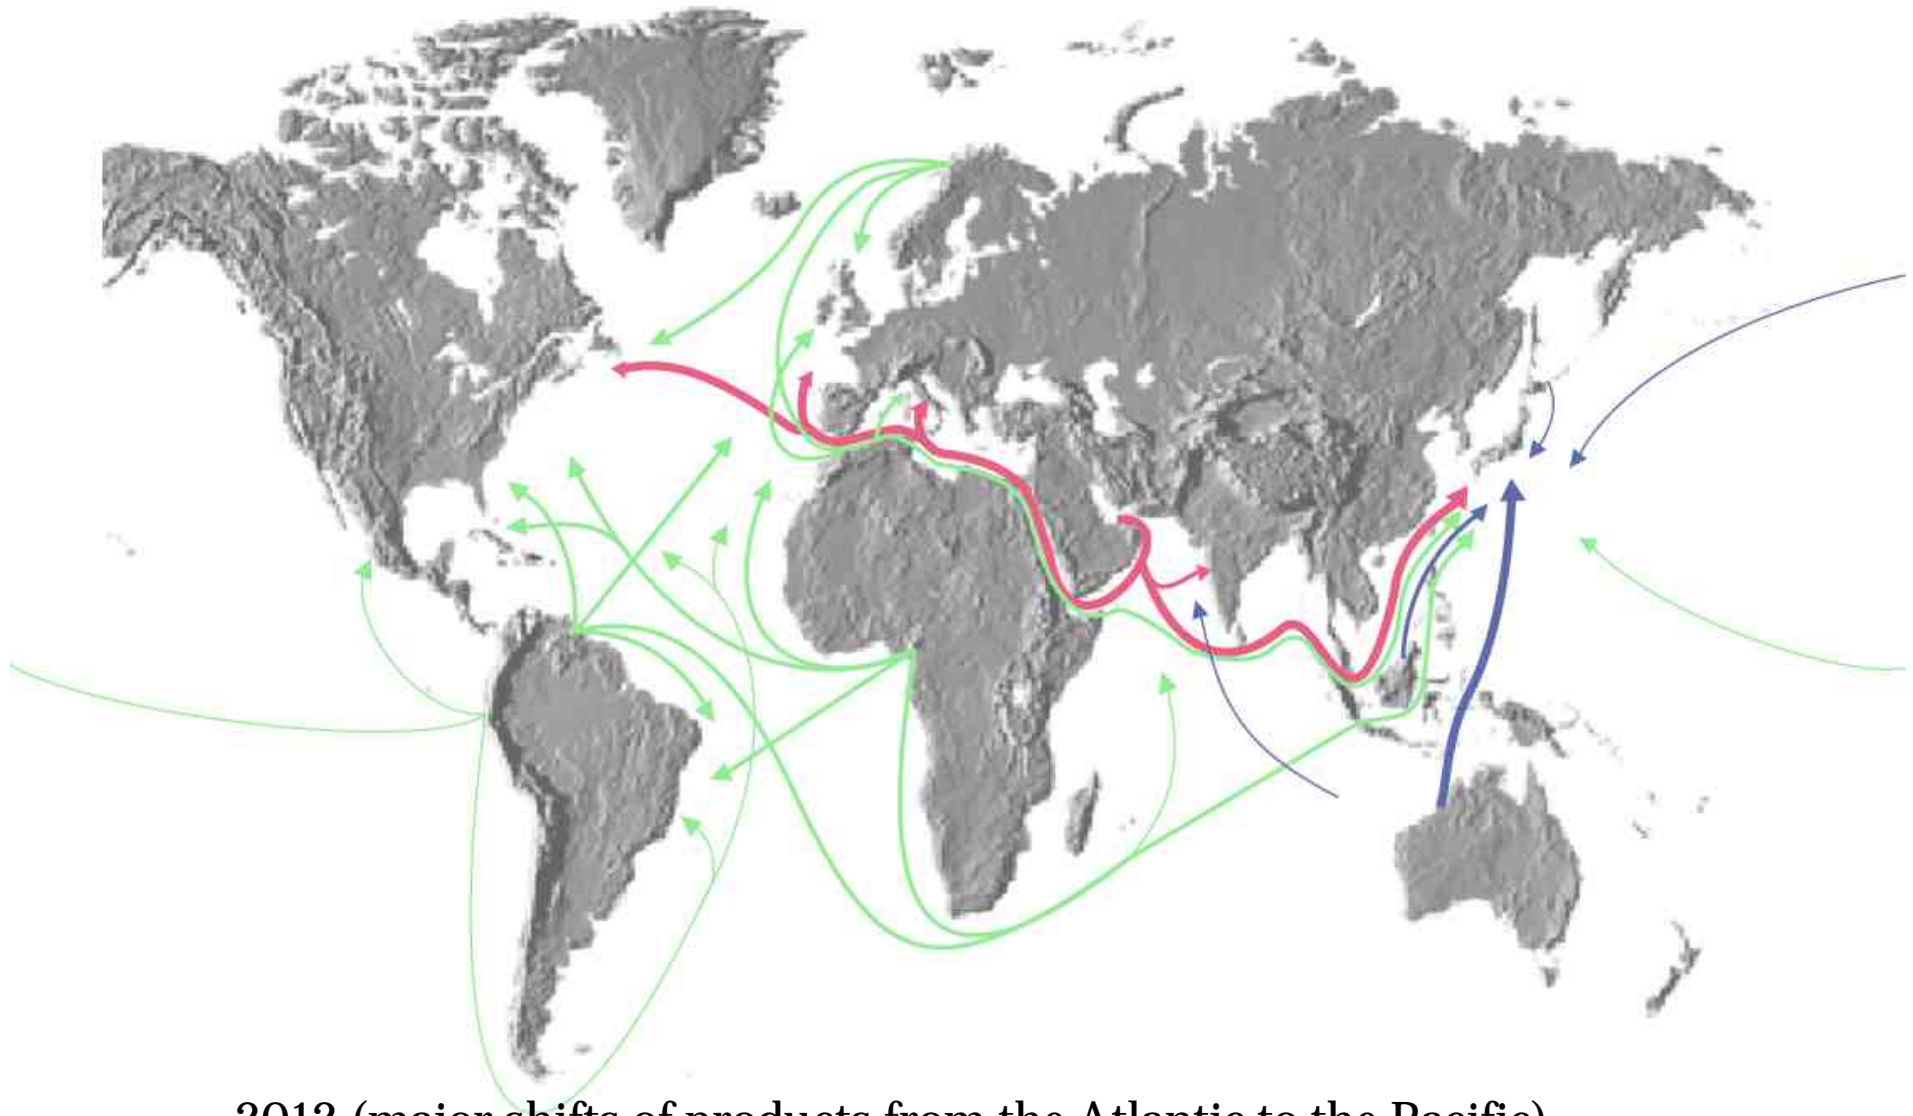 2012 (major shifts of products from the Atlantic to the Pacific)